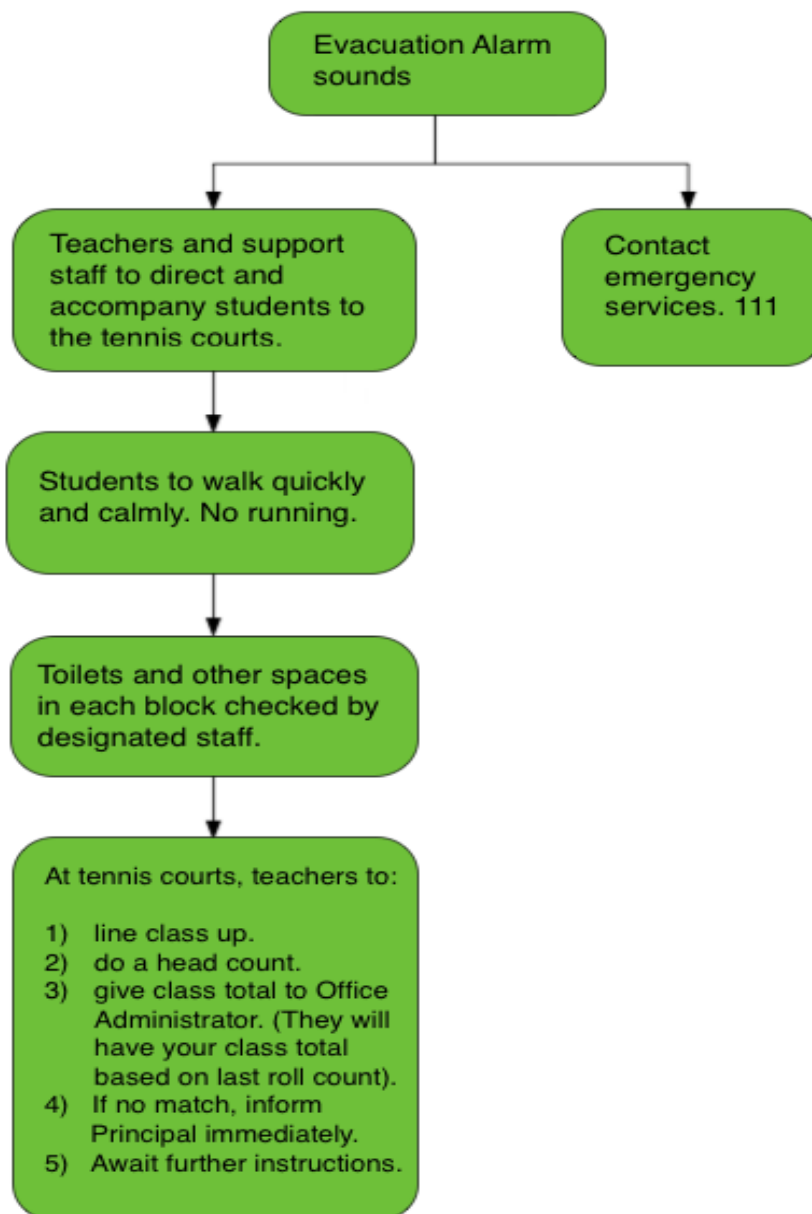 Evacuation Alarm
sounds
Teachers and support
staff to direct and
accompany students to
the tennis courts.
Contact
emergency
services. 111
Students to walk quickly
and calmly. No running.
Toilets and other spaces
in each block checked by
designated staff.
At tennis courts, teachers to:
1) line class up.
2) do a head count.
3) give class total to Office
Administrator. (They will
have your class total
based on last roll count).
4) If no match, inform
Principal immediately.
5) Await further instructions.